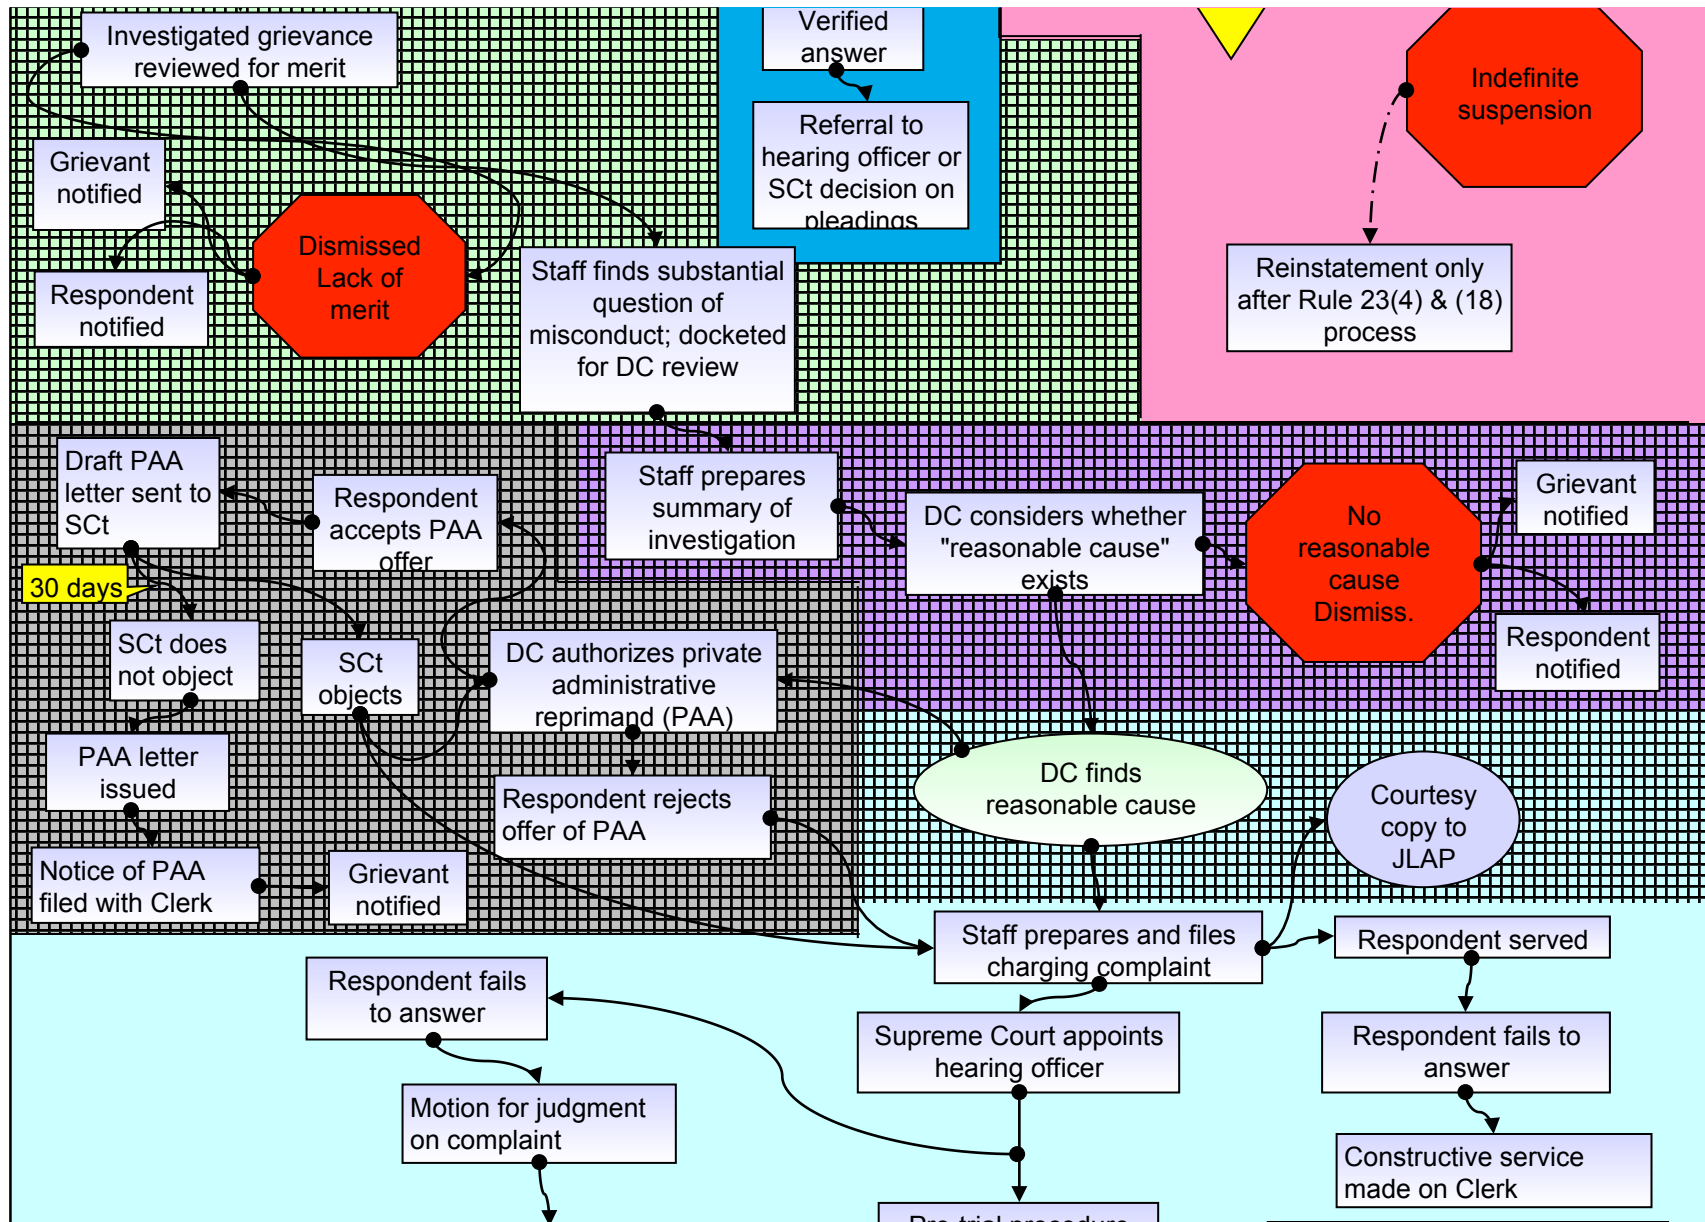 Investigated grievance
reviewed for merit
Verified
answer
Indefinite
suspension
Referral to
hearing officer or
SCt decision on
pleadings
Grievant
notified
Dismissed
Lack of
merit
Respondent
notified
Staff finds substantial
question of
misconduct; docketed
for DC review
Reinstatement only
after Rule 23(4) & (18)
process
Draft PAA
letter sent to
SCt
Respondent
accepts PAA
offer
Staff prepares
summary of
investigation
DC considers whether
"reasonable cause"
exists
No
reasonable
cause
Dismiss.
Grievant
notified
30 days
SCt does
not object
SCt
objects
DC authorizes private
administrative
reprimand (PAA)
Respondent
notified
PAA letter
issued
Respondent rejects
offer of PAA
DC finds
reasonable cause
Courtesy
copy to
JLAP
Notice of PAA
filed with Clerk
Grievant
notified
Staff prepares and files
charging complaint
Respondent served
Respondent fails
to answer
Supreme Court appoints
hearing officer
Respondent fails to
answer
Motion for judgment
on complaint
Constructive service
made on Clerk
Pre-trial procedure